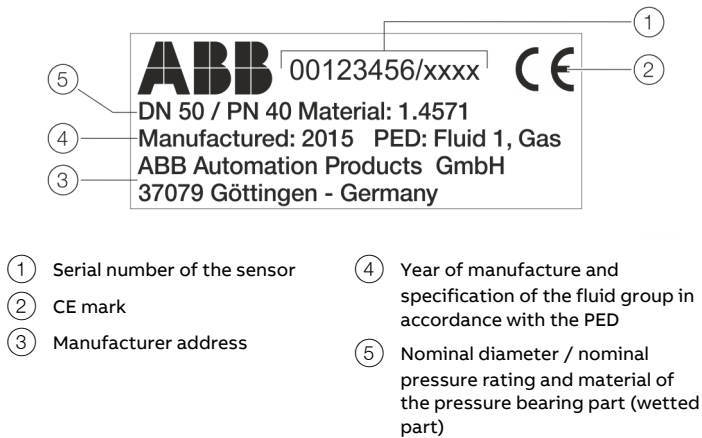 1
ABB 00123456/xxxx CE
2
5
DN 50 / PN 40 Material: 1.4571
4
Manufactured: 2015 PED: Fluid 1, Gas
3
ABB Automation Products GmbH
37079 Göttingen - Germany
1 Serial number of the sensor
2 CE mark
3 Manufacturer address
4 Year of manufacture and
specification of the fluid group in
accordance with the PED
5 Nominal diameter / nominal
pressure rating and material of
the pressure bearing part (wetted
part)